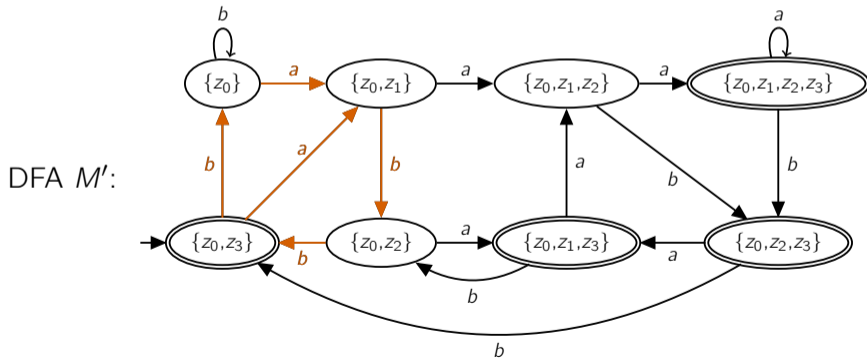 b
{z₀} a {z₀,z₁} a {z₀,z₁,z₂} a {z₀,z₁,z₂,z₃} a
b a b a b b
DFA M′:
{z₀,z₃} b {z₀,z₂} a {z₀,z₁,z₃} a {z₀,z₂,z₃}
b
b